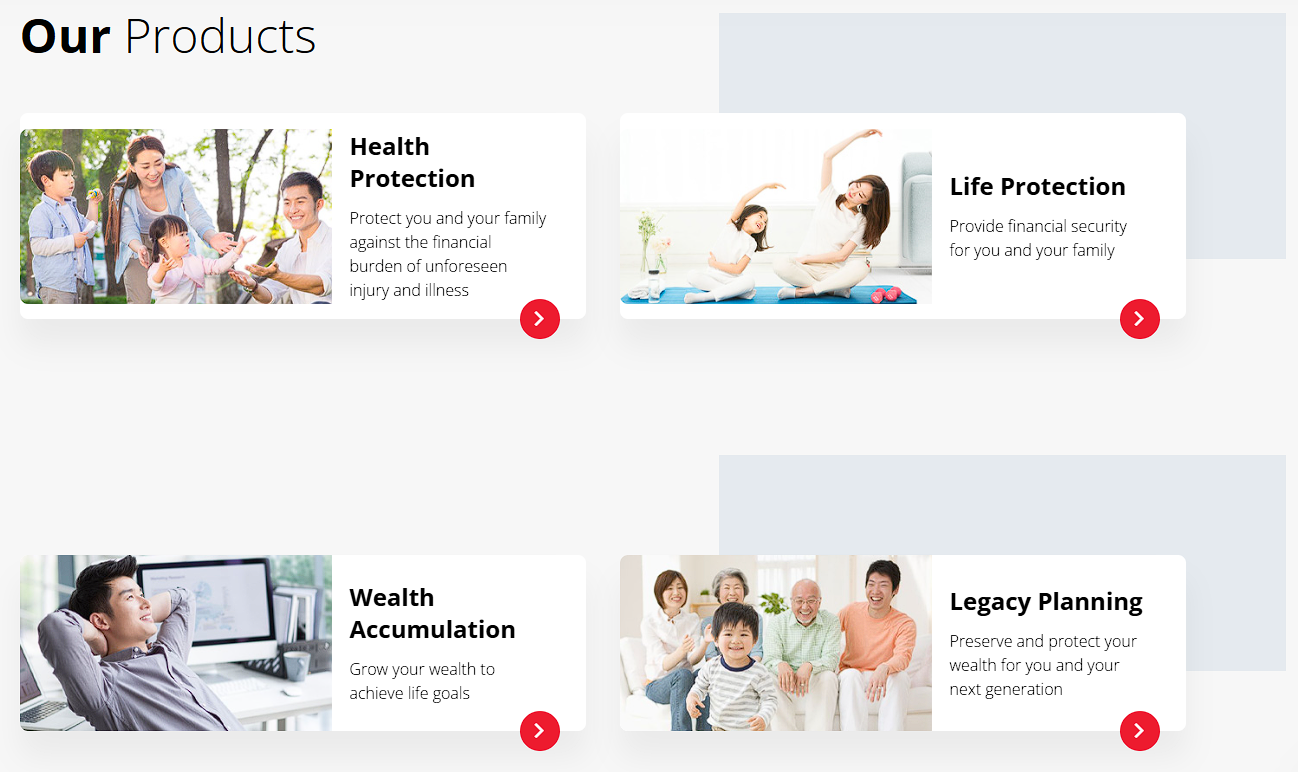 Our Products
Health
Protection
Protect you and your family
against the financial
burden of unforeseen
injury and illness
Life Protection
Provide financial security
for you and your family
Wealth
Accumulation
Grow your wealth to
achieve life goals
Legacy Planning
Preserve and protect your
wealth for you and your
next generation